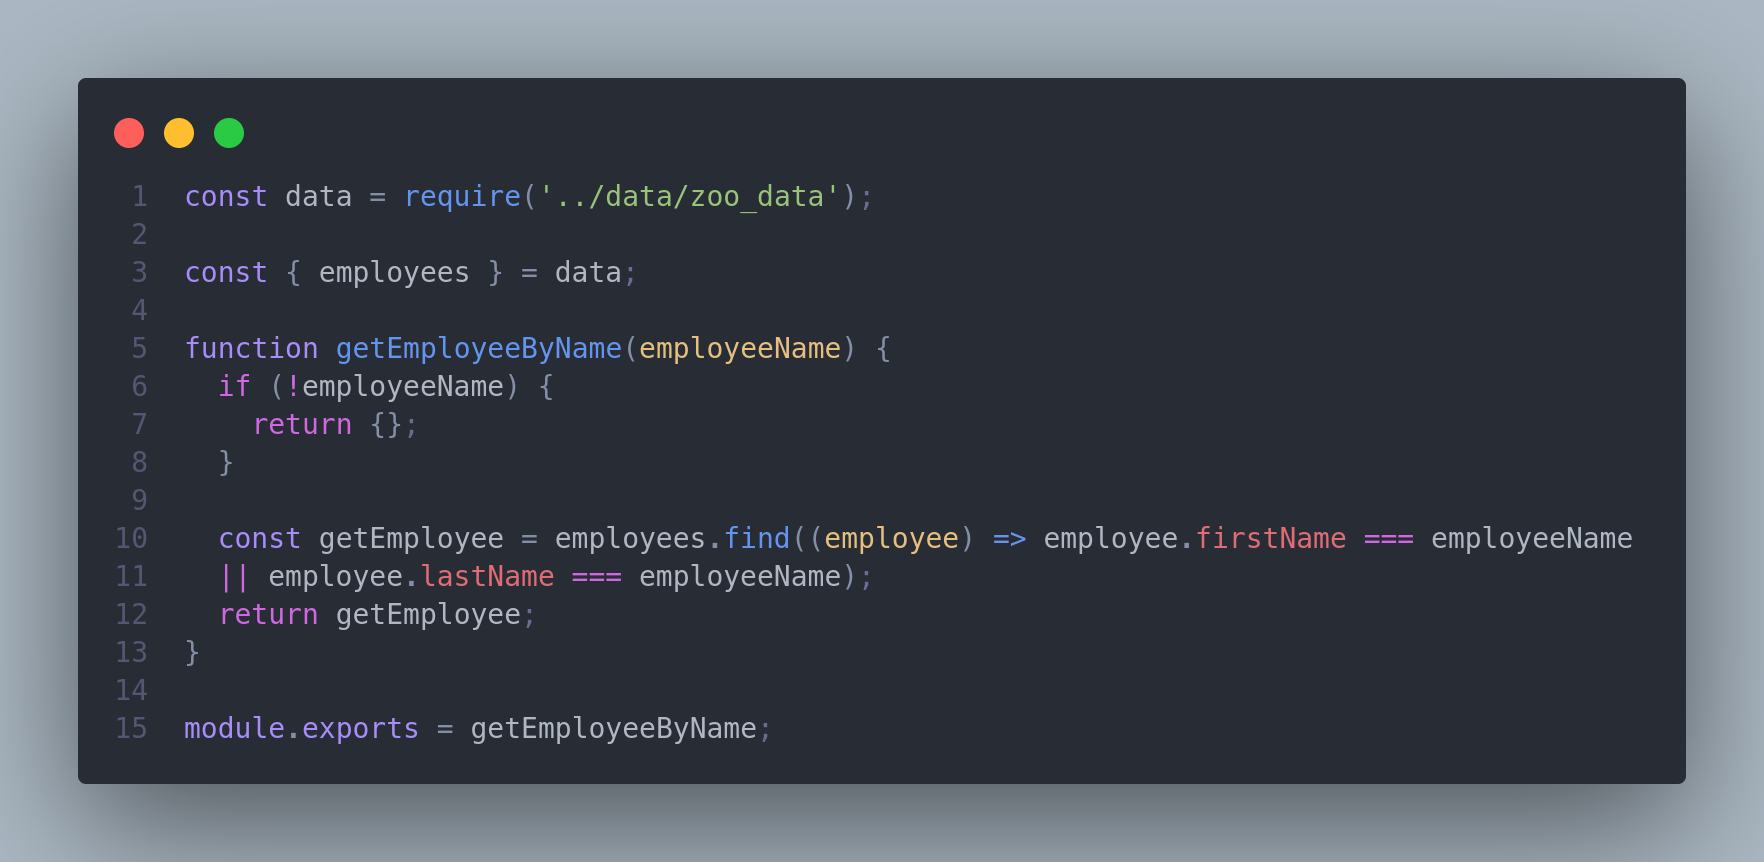 1 const data = require('../data/zoo_data');
2
3 const { employees } = data;
4
5 function getEmployeeByName(employeeName) {
6   if (!employeeName) {
7     return {};
8   }
9
10   const getEmployee = employees.find((employee) => employee.firstName === employeeName
11   || employee.lastName === employeeName);
12   return getEmployee;
13 }
14
15 module.exports = getEmployeeByName;